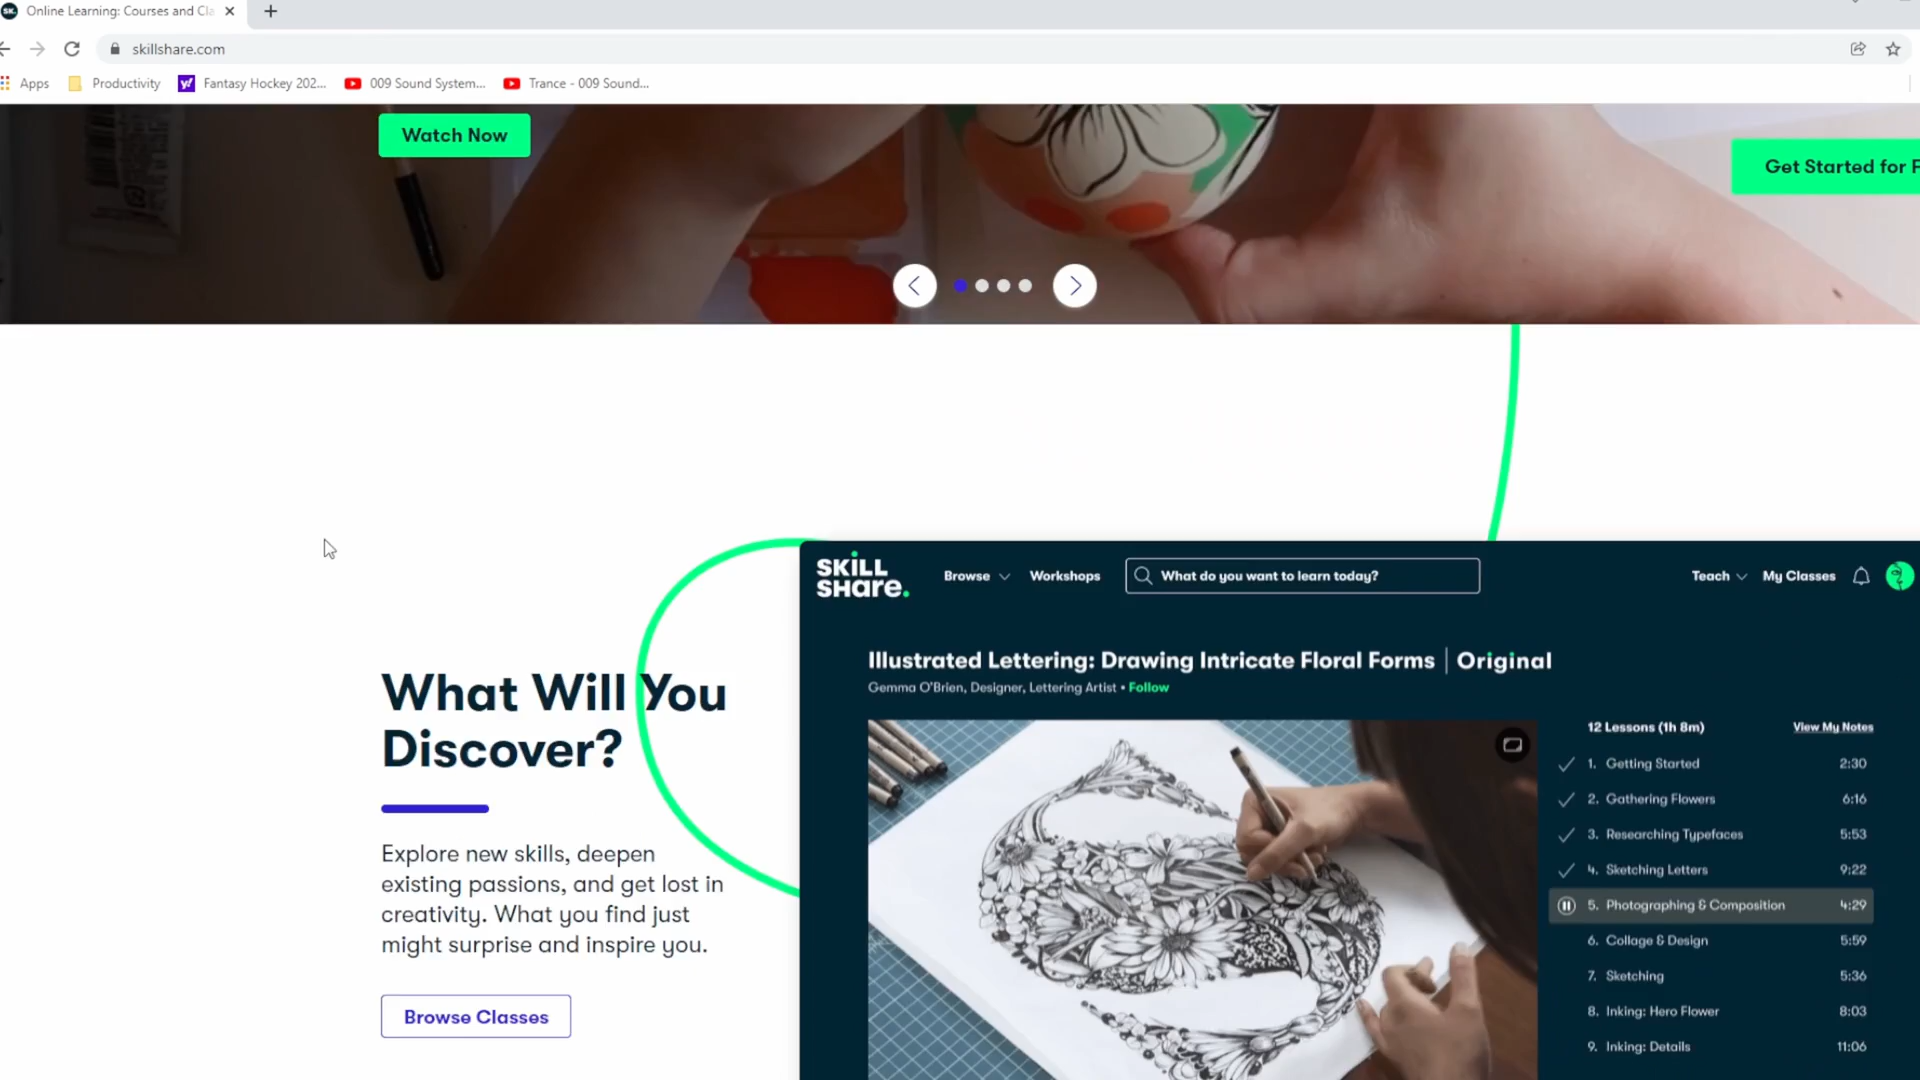 Online Learning: Courses and Cla
skillshare.com
Apps
Productivity
Fantasy Hockey 202...
009 Sound System...
Trance - 009 Sound...
Watch Now
Get Started for F
What Will You
Discover?
Explore new skills, deepen
existing passions, and get lost in
creativity. What you find just
might surprise and inspire you.
Browse Classes
SKILL
SHare.
Browse
Workshops
What do you want to learn today?
Teach
My Classes
Illustrated Lettering: Drawing Intricate Floral Forms | Original
Gemma O'Brien, Designer, Lettering Artist • Follow
12 Lessons (1h 8m)
View My Notes
1. Getting Started 2:30
2. Gathering Flowers 6:16
3. Researching Typefaces 5:53
4. Sketching Letters 9:22
5. Photographing & Composition 4:29
6. Collage & Design 5:59
7. Sketching 5:36
8. Inking: Hero Flower 8:03
9. Inking: Details 11:06